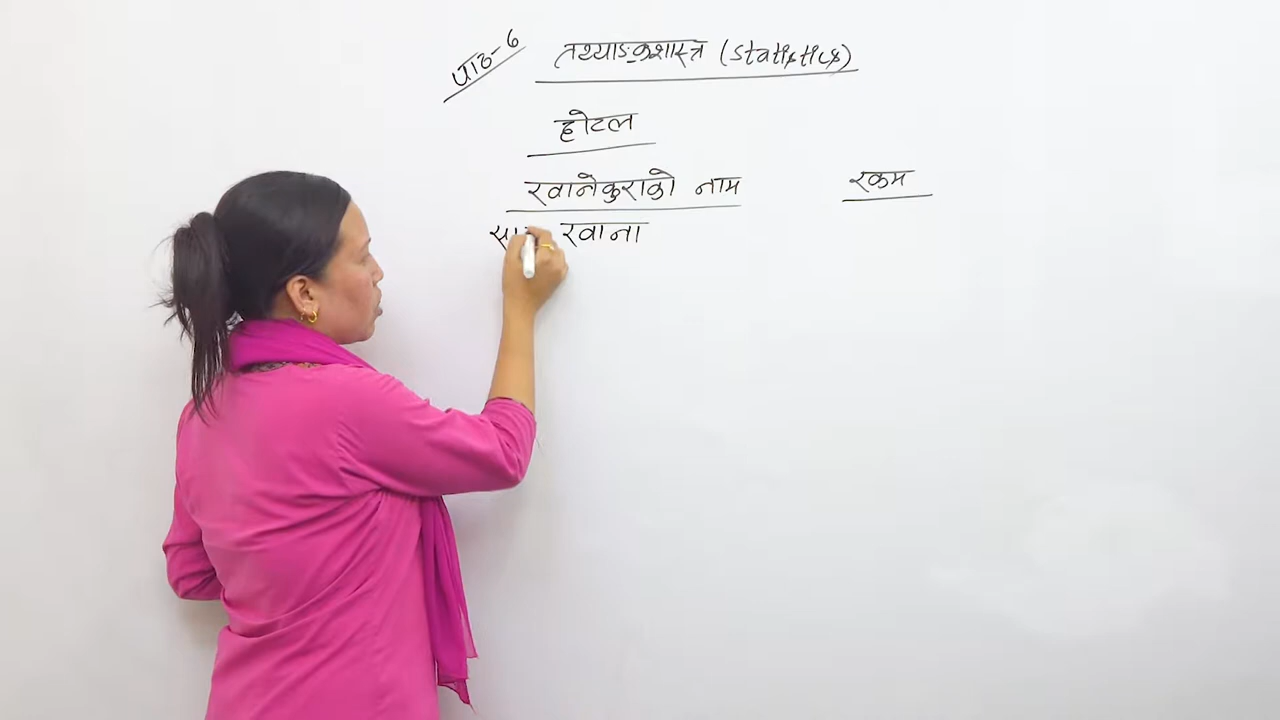 पाठ-6 तथ्याङ्कशास्त्र (Statistics)
होटल
खानेकुराको नाम रकम
खाना